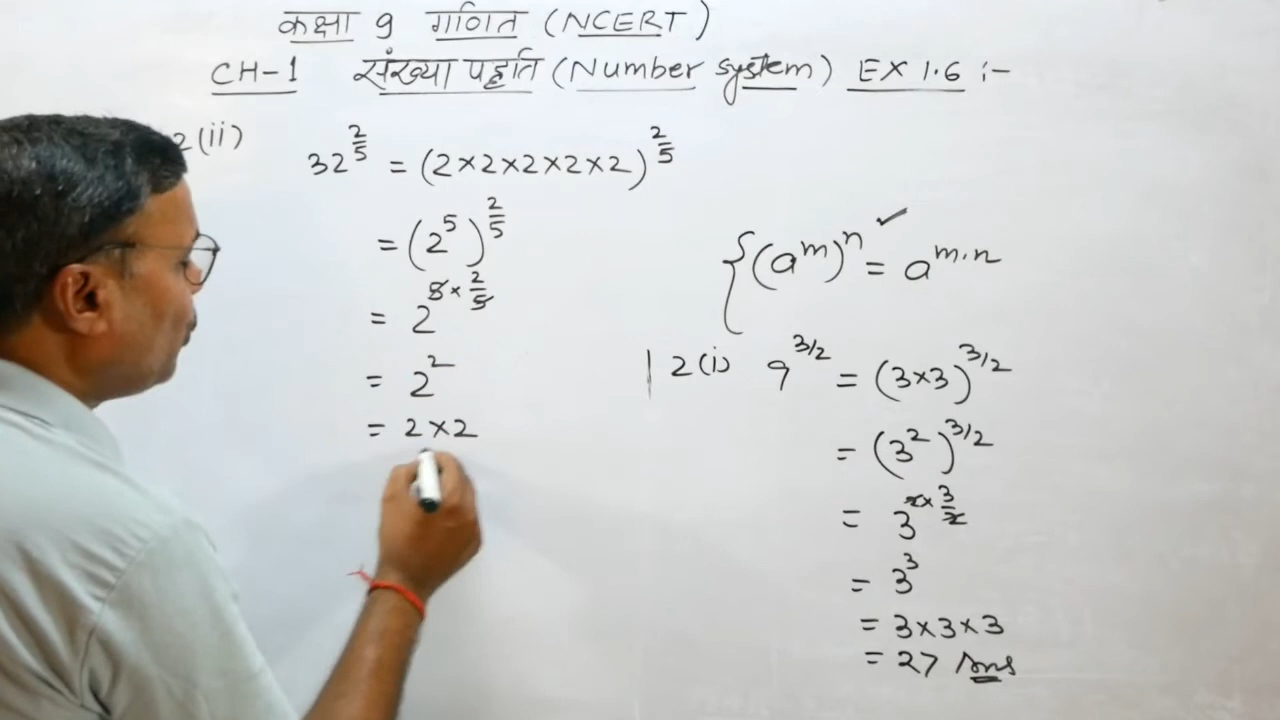 कक्षा 9 गणित (NCERT)
CH-1 संख्या पद्धति (Number system) EX 1.6 :-
2(ii) 32^{2/5} = (2×2×2×2×2)^{2/5}
= (2^5)^{2/5}
= 2^{5×2/5}
= 2^2
= 2×2
{(a^m)^n = a^{m.n} ✓
2(i) 9^{3/2} = (3×3)^{3/2}
= (3^2)^{3/2}
= 3^{2×3/2}
= 3^3
= 3×3×3
= 27 Ans